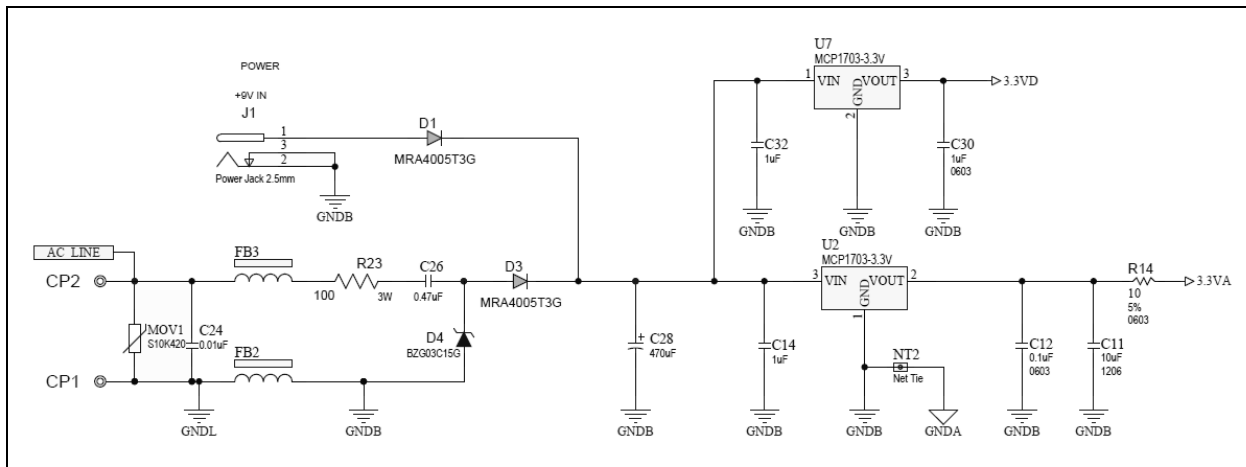 POWER
+9V IN
J1
1
3
2
Power Jack 2.5mm
GNDB
D1
MRA4005T3G
U7
MCP1703-3.3V
1 VIN VOUT 3
GND
2
3.3VD
C32
1uF
GNDB
GNDB
C30
1uF
0603
GNDB
AC LINE
CP2
CP1
MOV1
S10K420
C24
0.01uF
GNDL
FB3
FB2
R23
100
3W
C26
0.47uF
D4
BZG03C15G
GNDB
D3
MRA4005T3G
C28
470uF
GNDB
C14
1uF
GNDB
U2
MCP1703-3.3V
3 VIN VOUT 2
GND
1
NT2
Net Tie
GNDB
GNDA
C12
0.1uF
0603
GNDB
C11
10uF
1206
GNDB
R14
10
5%
0603
3.3VA